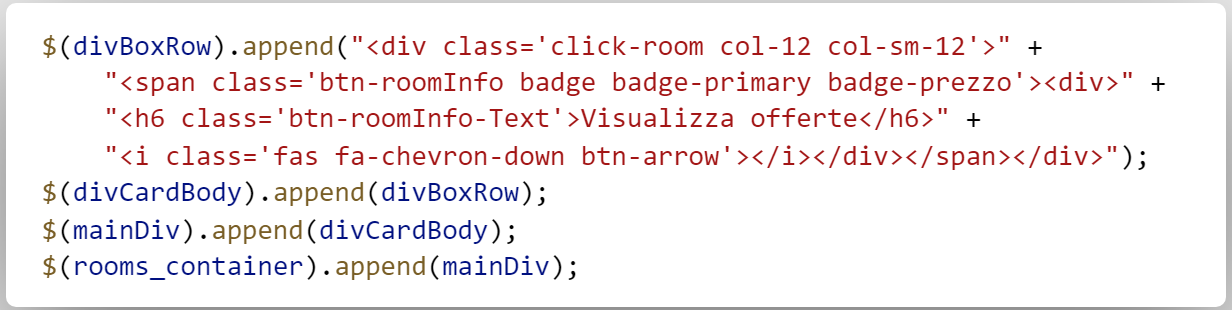 $(divBoxRow).append("<div class='click-room col-12 col-sm-12'>" +
    "<span class='btn-roomInfo badge badge-primary badge-prezzo'><div>" +
    "<h6 class='btn-roomInfo-Text'>Visualizza offerte</h6>" +
    "<i class='fas fa-chevron-down btn-arrow'></i></div></span></div>");
$(divCardBody).append(divBoxRow);
$(mainDiv).append(divCardBody);
$(rooms_container).append(mainDiv);